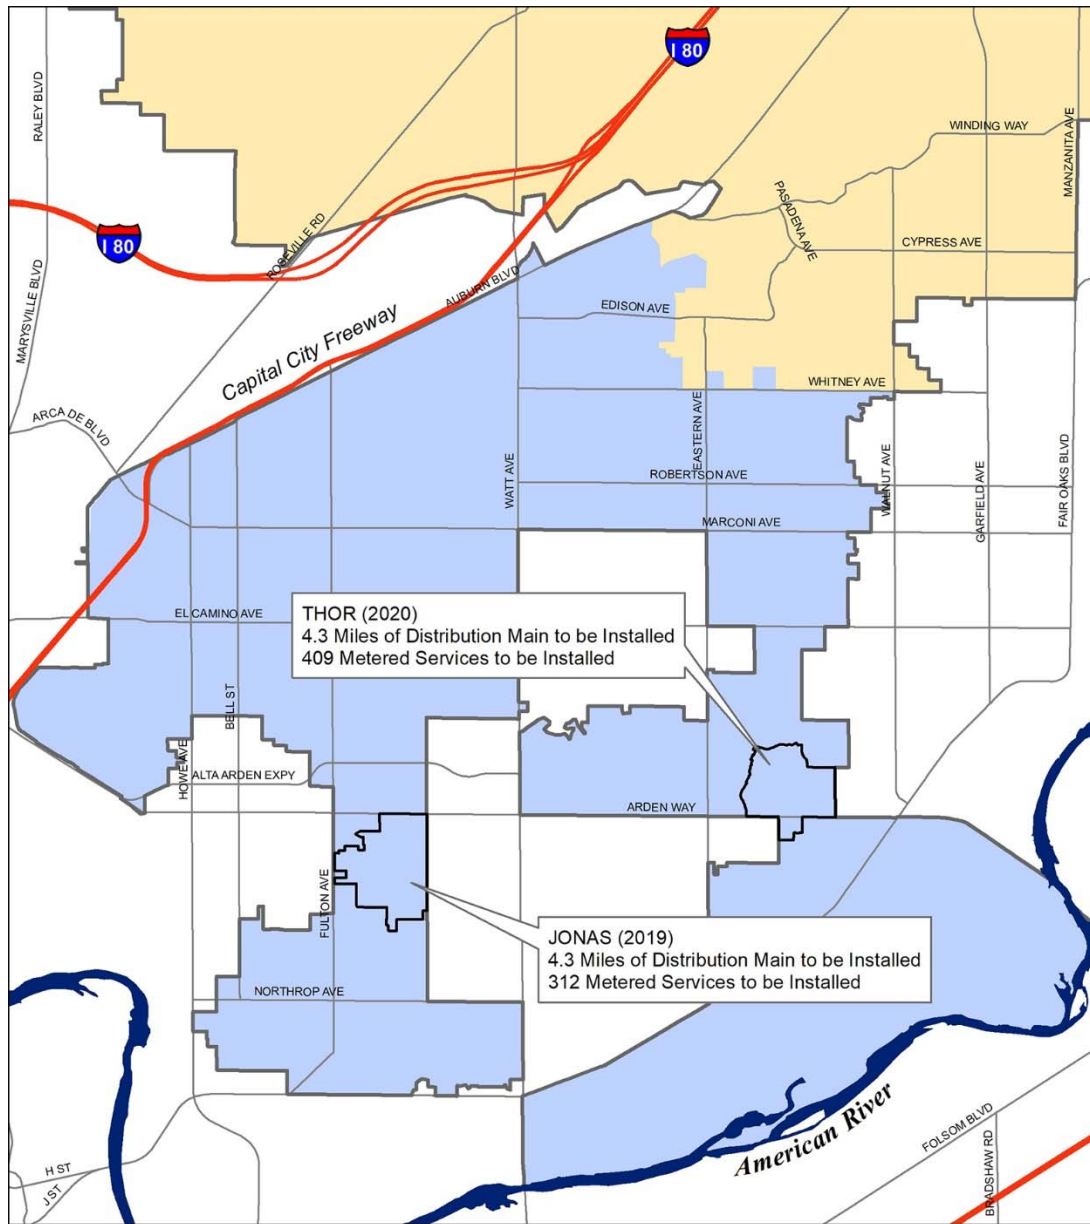 I 80
RALEY BLVD
WINDING WAY
MANZANITA AVE
PASADENA AVE
ROSEVILLE RD
I 80
CYPRESS AVE
MARYSVILLE BLVD
AUBURN BLVD
EDISON AVE
Capital City Freeway
WHITNEY AVE
ARCA DE BLVD
EASTERN AVE
WATT AVE
ROBERTSON AVE
WALNUT AVE
GARFIELD AVE
FAIR OAKS BLVD
MARCONI AVE
THOR (2020)
4.3 Miles of Distribution Main to be Installed
409 Metered Services to be Installed
EL CAMINO AVE
BELL ST
HOWE AVE
ALTA ARDEN EXPY
ARDEN WAY
FULTON AVE
JONAS (2019)
4.3 Miles of Distribution Main to be Installed
312 Metered Services to be Installed
NORTHROP AVE
American River
FOLSOM BLVD
BRADSHAW RD
H ST
J ST